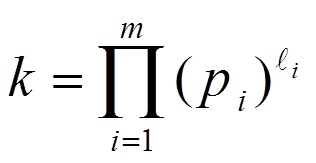 k = ∏_{i=1}^{m} (p_i)^{ℓ_i}